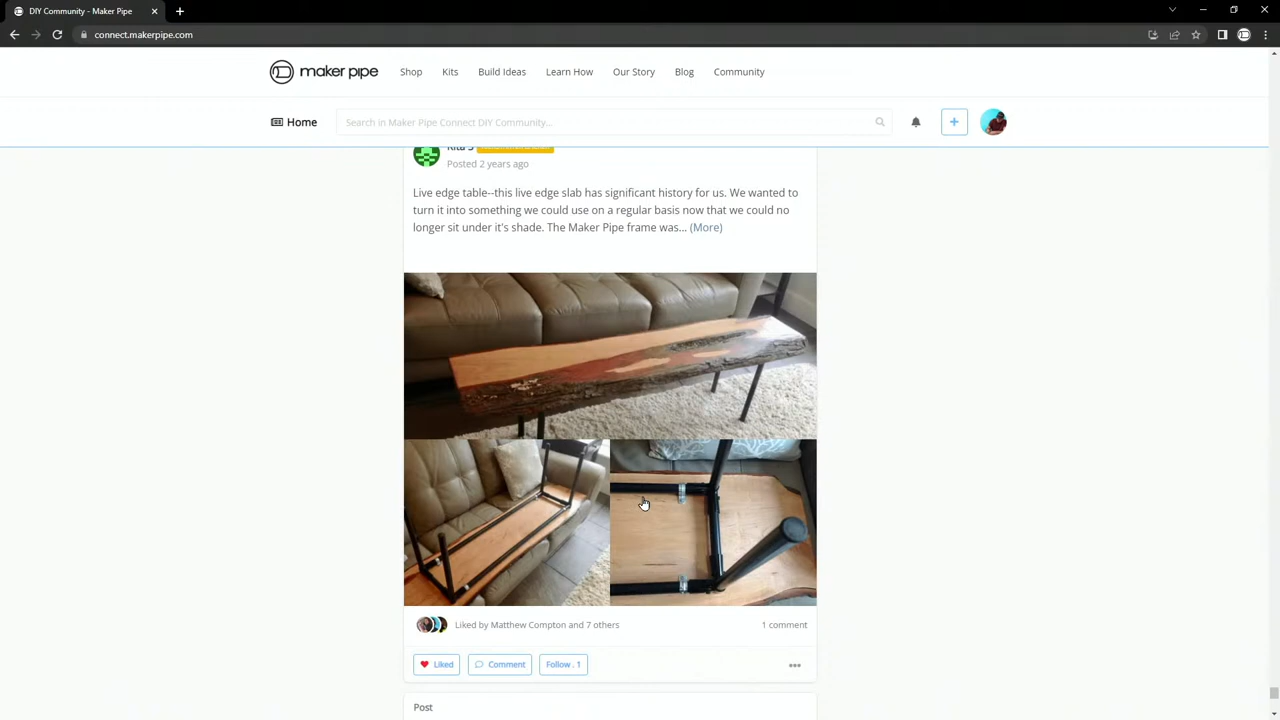 DIY Community - Maker Pipe
connect.makerpipe.com
maker pipe
Shop
Kits
Build Ideas
Learn How
Our Story
Blog
Community
Home
Search in Maker Pipe Connect DIY Community...
Rita S
Posted 2 years ago
Live edge table--this live edge slab has significant history for us. We wanted to
turn it into something we could use on a regular basis now that we could no
longer sit under it's shade. The Maker Pipe frame was... (More)
Liked by Matthew Compton and 7 others
1 comment
Liked
Comment
Follow . 1
Post